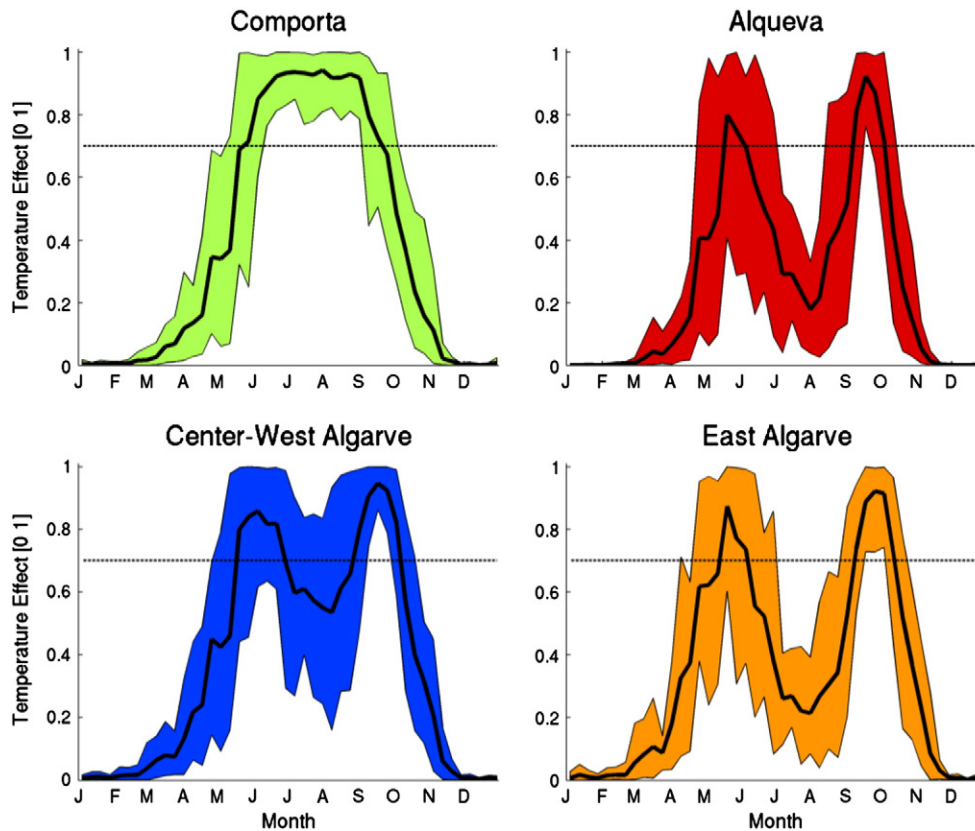 Comporta
Temperature Effect [0 1]
1
0.8
0.6
0.4
0.2
0
J F M A M J J A S O N D
Alqueva
1
0.8
0.6
0.4
0.2
0
J F M A M J J A S O N D
Center-West Algarve
Temperature Effect [0 1]
1
0.8
0.6
0.4
0.2
0
J F M A M J J A S O N D
Month
East Algarve
1
0.8
0.6
0.4
0.2
0
J F M A M J J A S O N D
Month